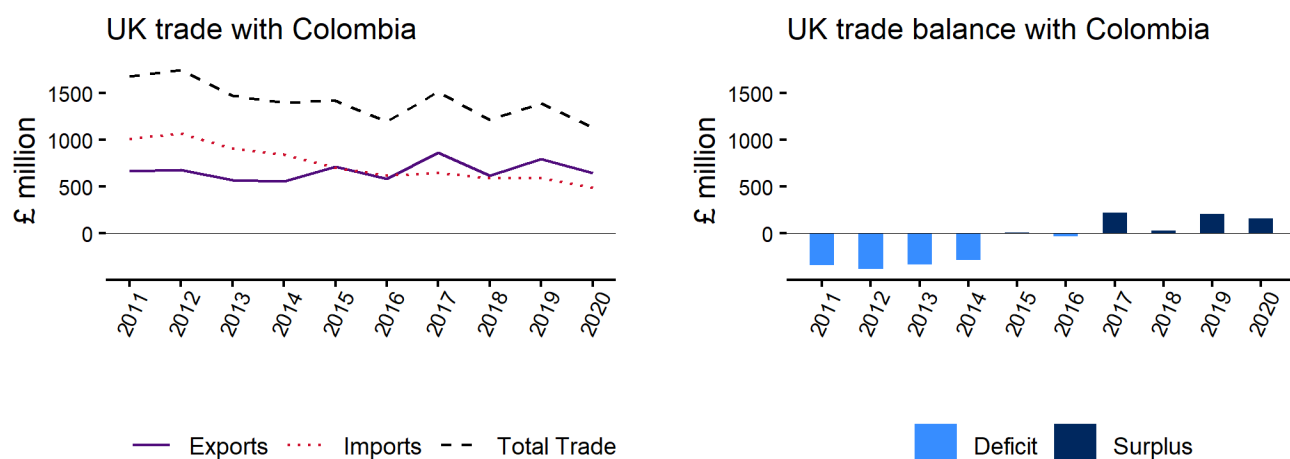 UK trade with Colombia
£ million
1500
1000
500
0
2011 2012 2013 2014 2015 2016 2017 2018 2019 2020
Exports Imports Total Trade
UK trade balance with Colombia
£ million
1500
1000
500
0
2011 2012 2013 2014 2015 2016 2017 2018 2019 2020
Deficit Surplus